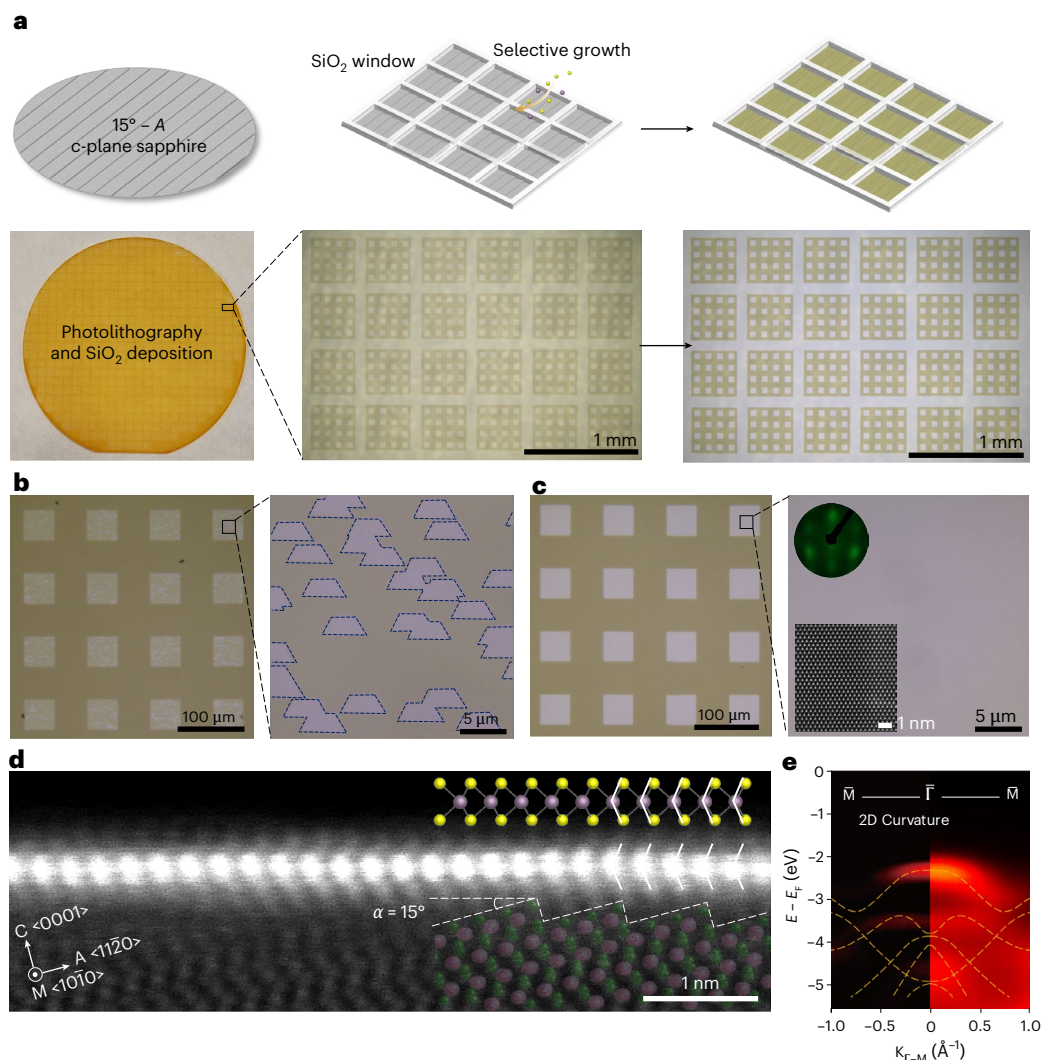 a
15° – A
c-plane sapphire
SiO₂ window
Selective growth
Photolithography
and SiO₂ deposition
1 mm
1 mm
b
100 µm
5 µm
c
100 µm
1 nm
5 µm
d
α = 15°
C <0001>
A <112̄0>
M <101̄0>
1 nm
e
0
M̄
Γ̄
M̄
2D Curvature
–1
–2
–3
–4
–5
E – E_F (eV)
–1.0
–0.5
0
0.5
1.0
K_Γ–M (Å⁻¹)